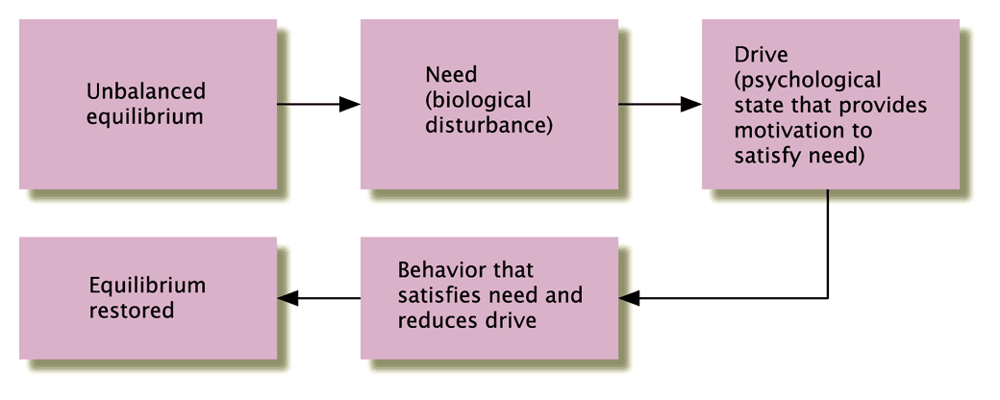 Unbalanced
equilibrium
Need
(biological
disturbance)
Drive
(psychological
state that provides
motivation to
satisfy need)
Behavior that
satisfies need and
reduces drive
Equilibrium
restored